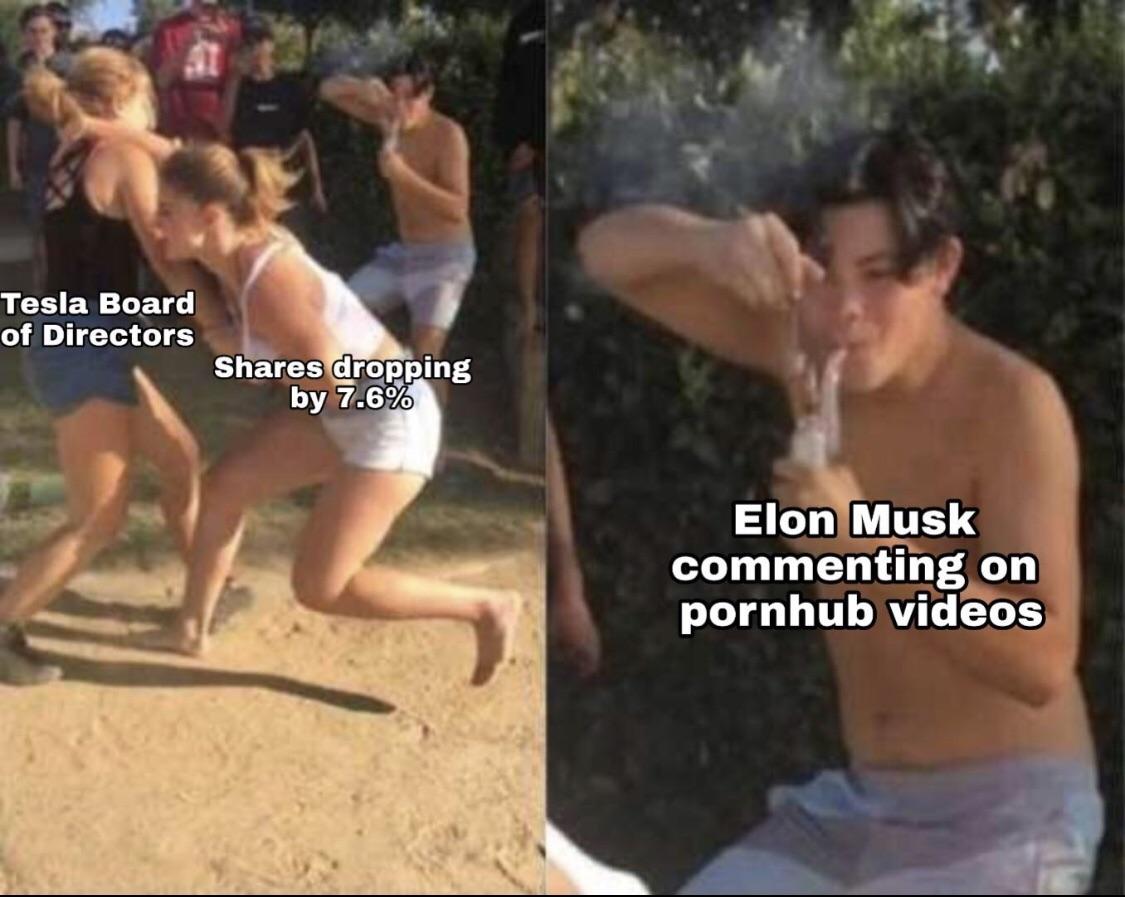 Tesla Board
of Directors
Shares dropping
by 7.6%
Elon Musk
commenting on
pornhub videos